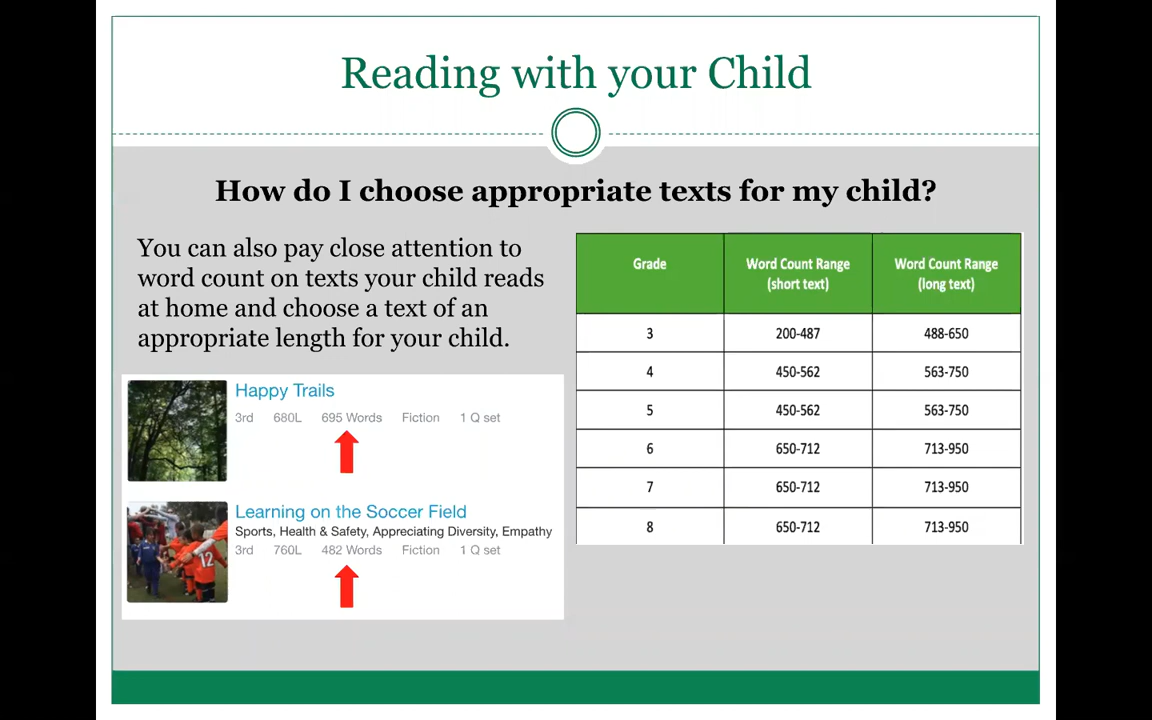 Reading with your Child
How do I choose appropriate texts for my child?
You can also pay close attention to
word count on texts your child reads
at home and choose a text of an
appropriate length for your child.
Happy Trails
3rd 680L 695 Words Fiction 1 Q set
Learning on the Soccer Field
Sports, Health & Safety, Appreciating Diversity, Empathy
3rd 760L 482 Words Fiction 1 Q set
12
Grade Word Count Range (short text) Word Count Range (long text)
3 200-487 488-650
4 450-562 563-750
5 450-562 563-750
6 650-712 713-950
7 650-712 713-950
8 650-712 713-950